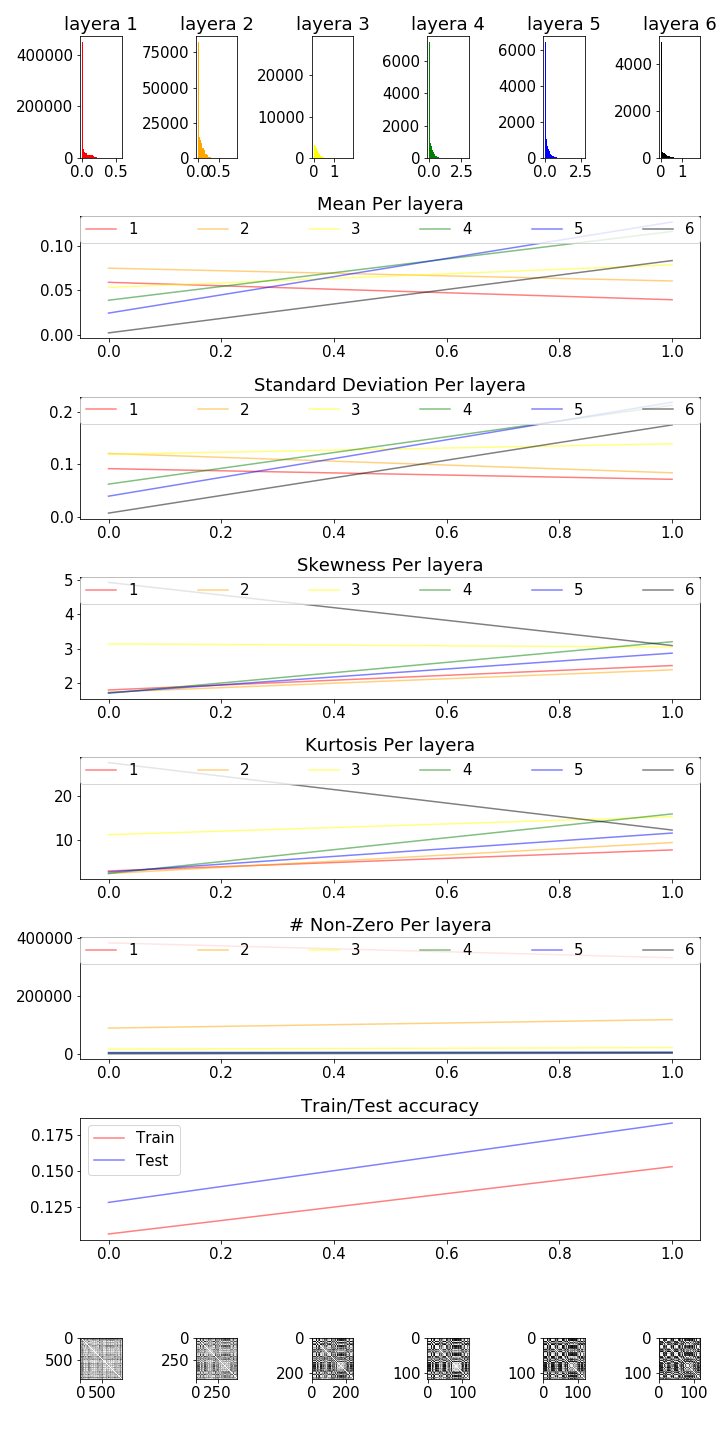 layera 1 layera 2 layera 3 layera 4 layera 5 layera 6
400000 200000 0 0.0 0.5
75000 50000 25000 0 0.0 0.5
20000 10000 0 0 1
6000 4000 2000 0 0.0 2.5
6000 4000 2000 0 0.0 2.5
4000 2000 0 0 1
Mean Per layera
1 2 3 4 5 6
0.10
0.05
0.00
0.0 0.2 0.4 0.6 0.8 1.0
Standard Deviation Per layera
0.2
1 2 3 4 5 6
0.1
0.0
0.0 0.2 0.4 0.6 0.8 1.0
Skewness Per layera
5
1 2 3 4 5 6
4
3
2
0.0 0.2 0.4 0.6 0.8 1.0
Kurtosis Per layera
1 2 3 4 5 6
20
10
0.0 0.2 0.4 0.6 0.8 1.0
# Non-Zero Per layera
400000
1 2 3 4 5 6
200000
0
0.0 0.2 0.4 0.6 0.8 1.0
Train/Test accuracy
0.175
Train
Test
0.150
0.125
0.0 0.2 0.4 0.6 0.8 1.0
0 500 0 500
0 250 0 250
0 200 0 200
0 100 0 100
0 100 0 100
0 100 0 100